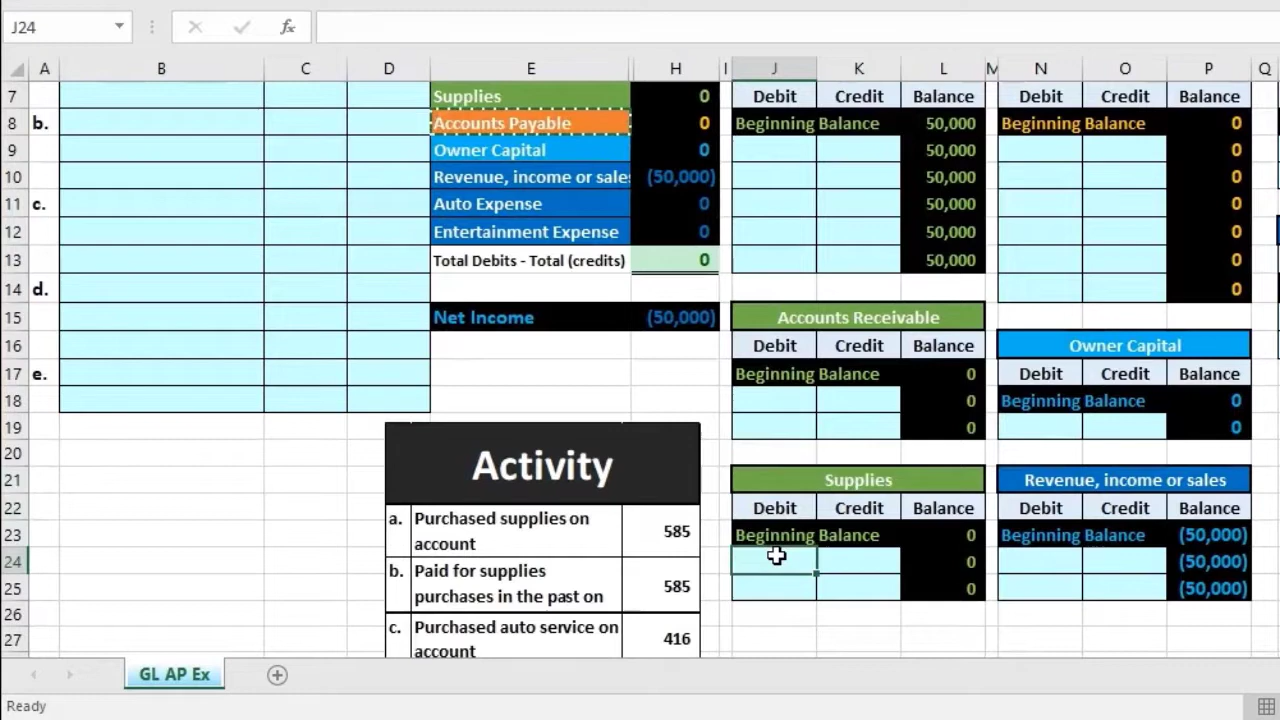 J24 fx
A B C D E H I J K L M N O P Q
7 Supplies 0 Debit Credit Balance Debit Credit Balance
8 b. Accounts Payable 0 Beginning Balance 50,000 Beginning Balance 0
9 Owner Capital 0 50,000 0
10 Revenue, income or sales (50,000) 50,000 0
11 c. Auto Expense 0 50,000 0
12 Entertainment Expense 0 50,000 0
13 Total Debits - Total (credits) 0 50,000 0
14 d. 0
15 Net Income (50,000) Accounts Receivable
16 Debit Credit Balance Owner Capital
17 e. Beginning Balance 0 Debit Credit Balance
18 0 Beginning Balance 0
19 0 0
20
21 Activity Supplies Revenue, income or sales
22 Debit Credit Balance Debit Credit Balance
23 a. Purchased supplies on account 585 Beginning Balance 0 Beginning Balance (50,000)
24 0 (50,000)
25 b. Paid for supplies purchases in the past on 585 0 (50,000)
26
27 c. Purchased auto service on account 416
GL AP Ex
Ready